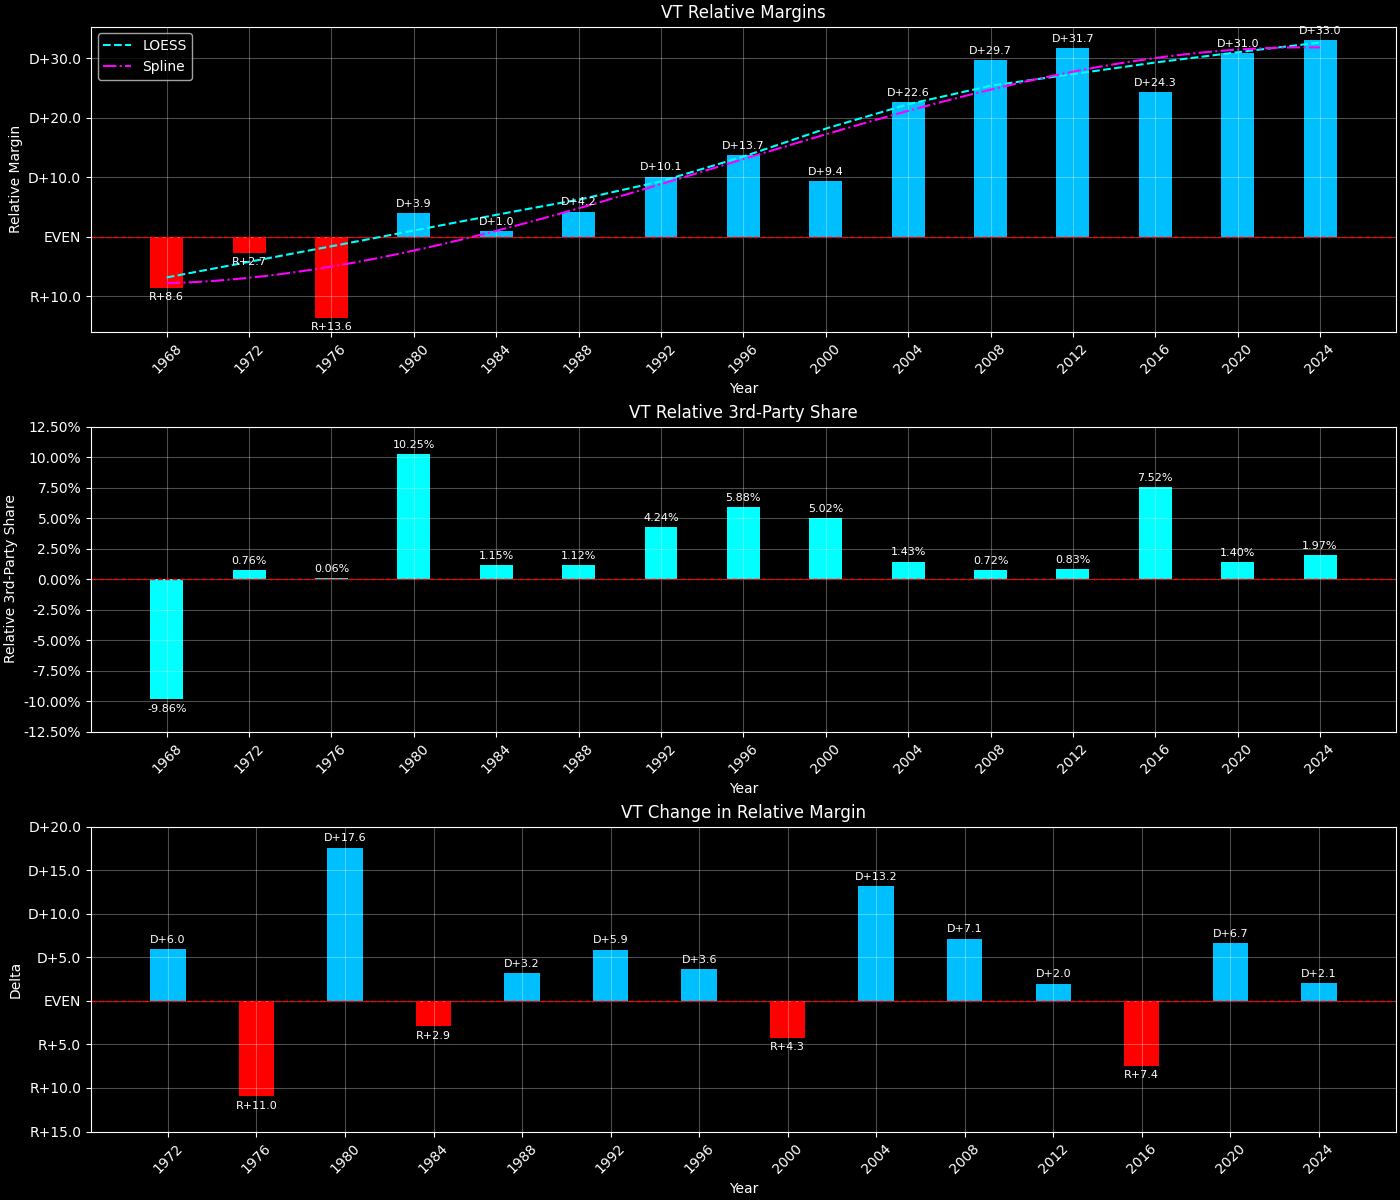 VT Relative Margins
LOESS
Spline
Relative Margin
D+30.0
D+20.0
D+10.0
EVEN
R+10.0
R+8.6
R+2.7
R+13.6
D+3.9
D+1.0
D+4.2
D+10.1
D+13.7
D+9.4
D+22.6
D+29.7
D+31.7
D+24.3
D+31.0
D+33.0
1968 1972 1976 1980 1984 1988 1992 1996 2000 2004 2008 2012 2016 2020 2024
Year
VT Relative 3rd-Party Share
Relative 3rd-Party Share
12.50%
10.00%
7.50%
5.00%
2.50%
0.00%
-2.50%
-5.00%
-7.50%
-10.00%
-12.50%
-9.86%
0.76%
0.06%
10.25%
1.15%
1.12%
4.24%
5.88%
5.02%
1.43%
0.72%
0.83%
7.52%
1.40%
1.97%
1968 1972 1976 1980 1984 1988 1992 1996 2000 2004 2008 2012 2016 2020 2024
Year
VT Change in Relative Margin
Delta
D+20.0
D+15.0
D+10.0
D+5.0
EVEN
R+5.0
R+10.0
R+15.0
D+6.0
R+11.0
D+17.6
R+2.9
D+3.2
D+5.9
D+3.6
R+4.3
D+13.2
D+7.1
D+2.0
R+7.4
D+6.7
D+2.1
1972 1976 1980 1984 1988 1992 1996 2000 2004 2008 2012 2016 2020 2024
Year